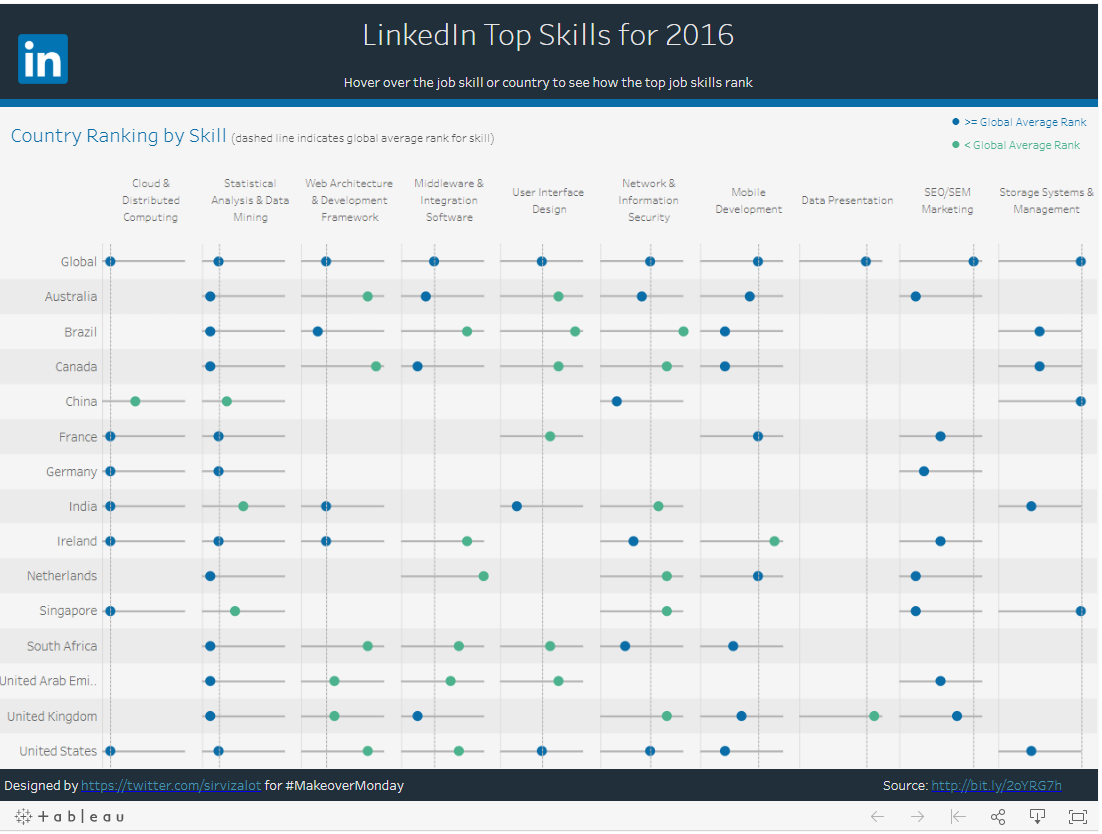 LinkedIn Top Skills for 2016
in
Hover over the job skill or country to see how the top job skills rank
Country Ranking by Skill (dashed line indicates global average rank for skill)
>= Global Average Rank
< Global Average Rank
Cloud &
Distributed
Computing
Statistical
Analysis & Data
Mining
Web Architecture
& Development
Framework
Middleware &
Integration
Software
User Interface
Design
Network &
Information
Security
Mobile
Development
Data Presentation
SEO/SEM
Marketing
Storage Systems &
Management
Global
Australia
Brazil
Canada
China
France
Germany
India
Ireland
Netherlands
Singapore
South Africa
United Arab Emi..
United Kingdom
United States
Designed by https://twitter.com/sirvizalot for #MakeoverMonday
Source: http://bit.ly/2oYRG7h
+ableau